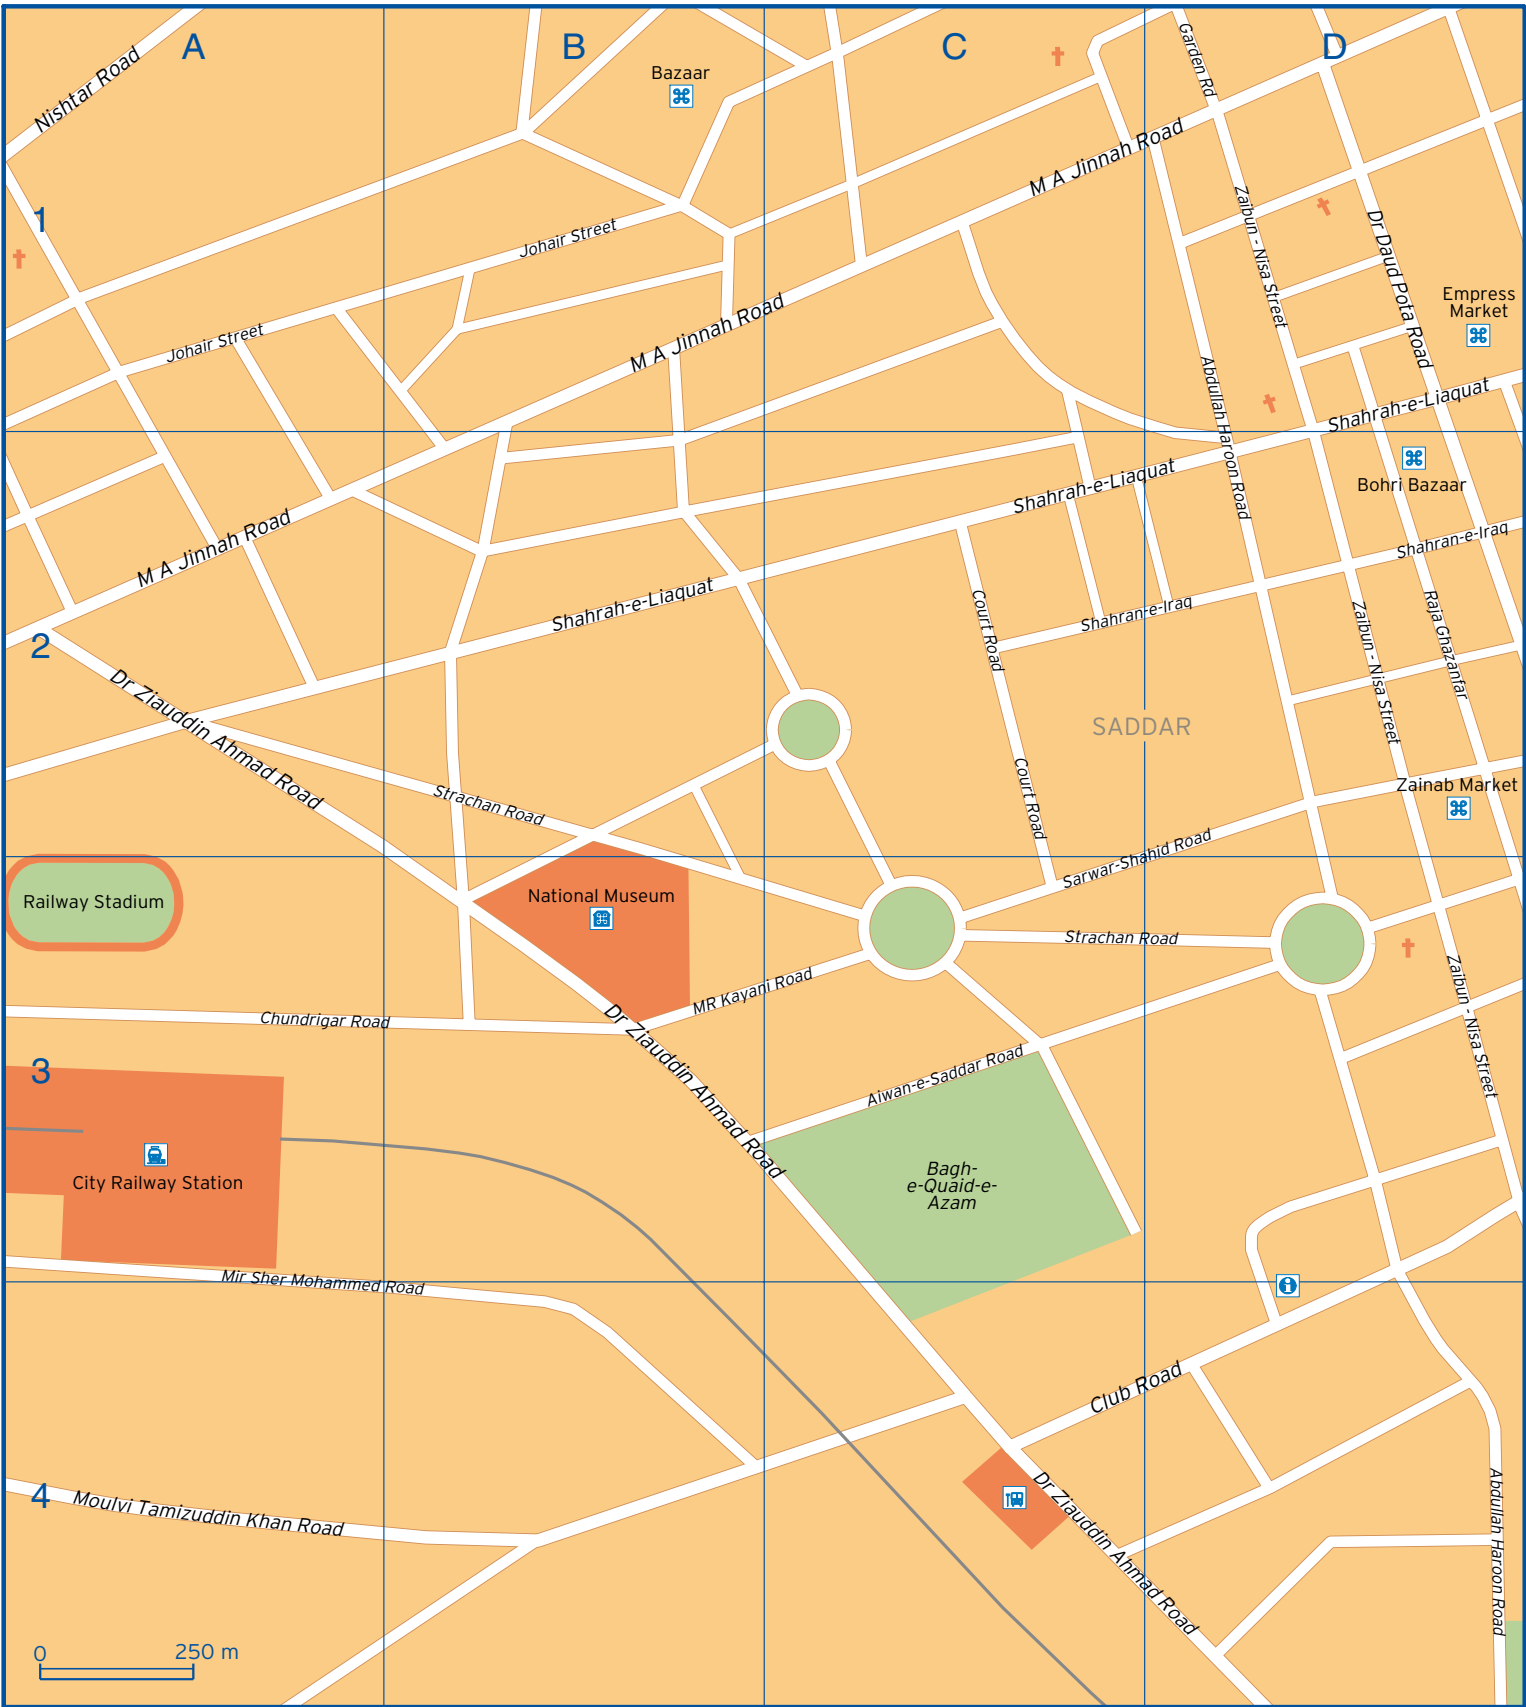 A
B
C
D
Nishtar Road
Bazaar
Garden Rd
M A Jinnah Road
1
Zaibun - Nisa Street
Dr Daud Pota Road
Johair Street
Empress
Market
M A Jinnah Road
Johair Street
Abdullah Haroon Road
Shahrah-e-Liaquat
Bohri Bazaar
Shahrah-e-Liaquat
M A Jinnah Road
Shahran-e-Iraq
Shahrah-e-Liaquat
Court Road
Shahran-e-Iraq
Zaibun - Nisa Street
Raja Ghazanfar
2
Dr Ziauddin Ahmad Road
SADDAR
Strachan Road
Court Road
Zainab Market
Sarwar-Shahid Road
Railway Stadium
National Museum
Strachan Road
MR Kayani Road
Zaibun - Nisa Street
Chundrigar Road
Dr Ziauddin Ahmad Road
3
Aiwan-e-Saddar Road
City Railway Station
Bagh-
e-Quaid-e-
Azam
Mir Sher Mohammed Road
Club Road
4
Moulvi Tamizuddin Khan Road
Dr Ziauddin Ahmad Road
Abdullah Haroon Road
0
250 m